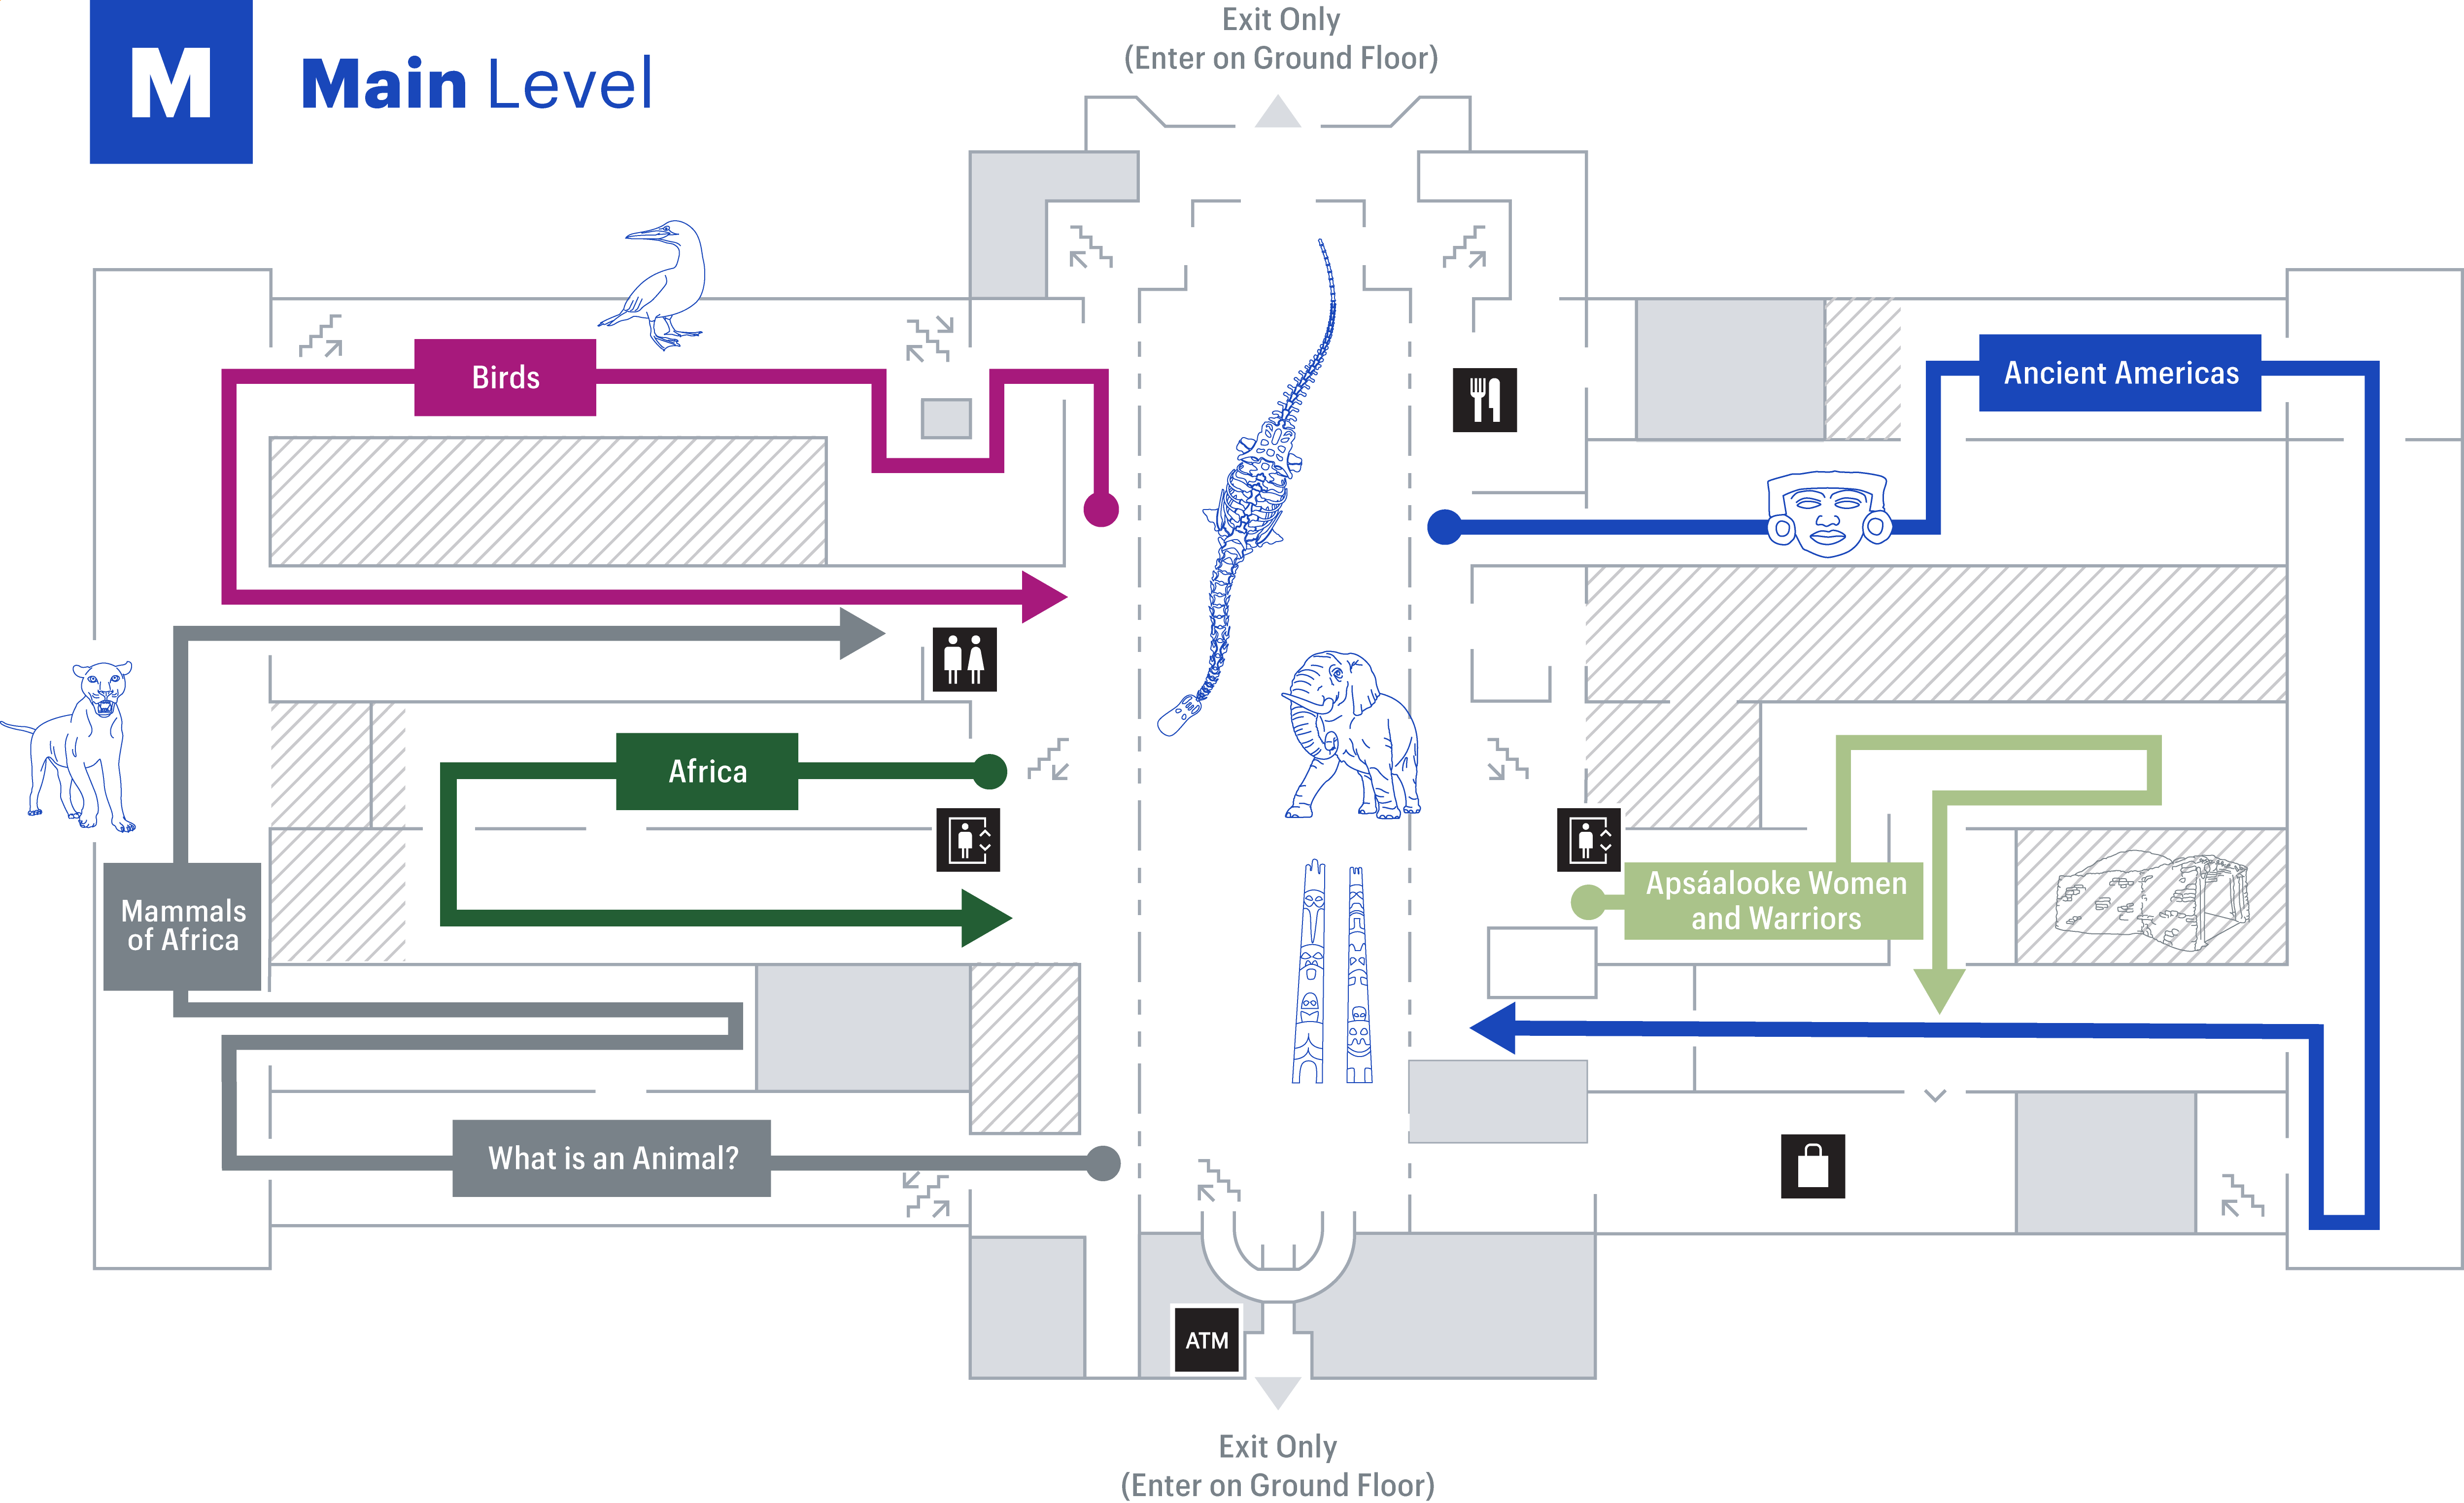 Exit Only
(Enter on Ground Floor)
M
Main Level
Birds
Ancient Americas
Africa
Apsáalooke Women
and Warriors
Mammals
of Africa
What is an Animal?
ATM
Exit Only
(Enter on Ground Floor)